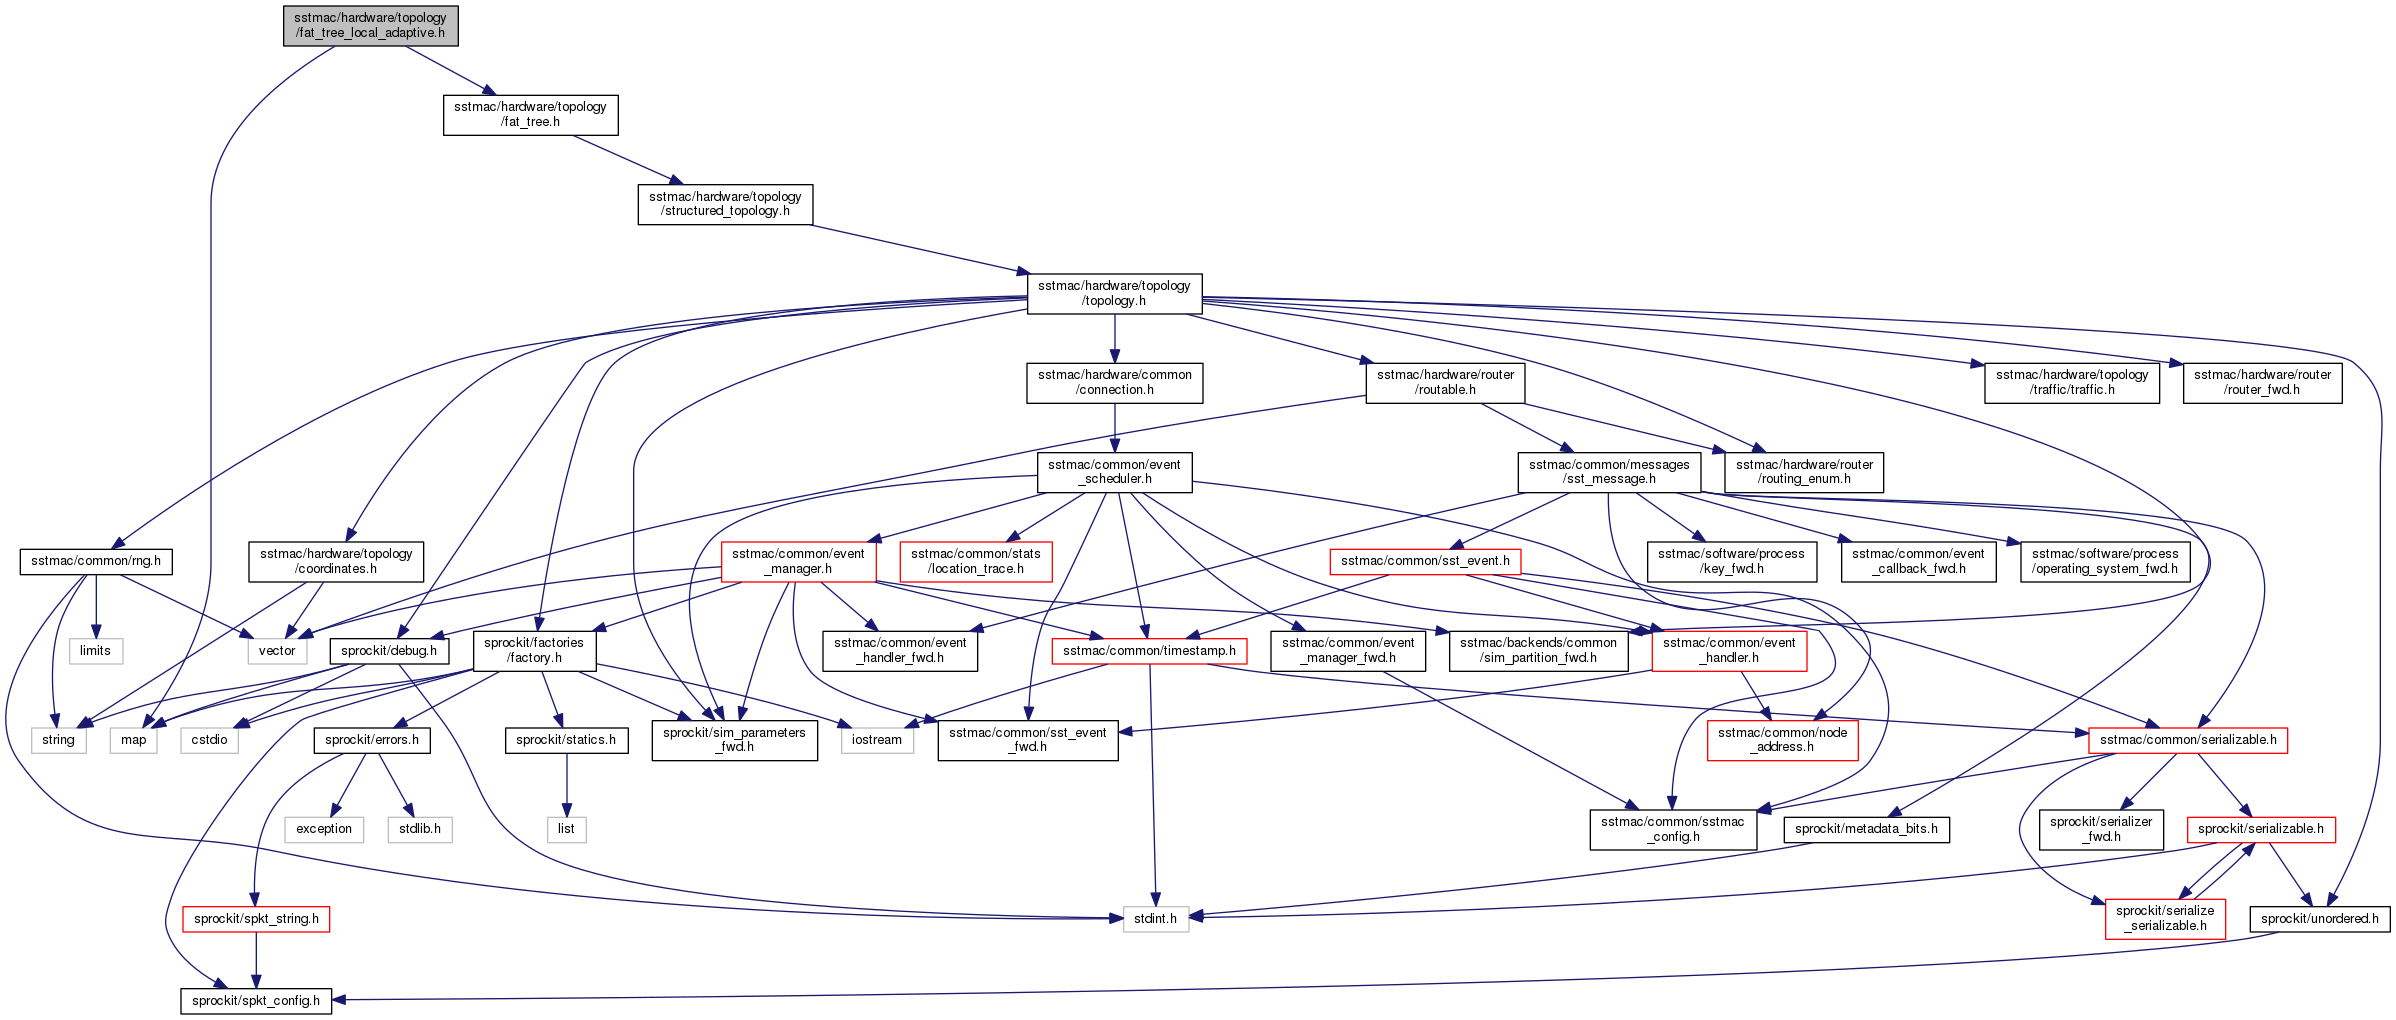 sstmac/hardware/topology
/fat_tree_local_adaptive.h
sstmac/hardware/topology
/fat_tree.h
sstmac/hardware/topology
/structured_topology.h
sstmac/hardware/topology
/topology.h
sstmac/hardware/common
/connection.h
sstmac/hardware/router
/routable.h
sstmac/hardware/topology
/traffic/traffic.h
sstmac/hardware/router
/router_fwd.h
sstmac/common/event
_scheduler.h
sstmac/common/messages
/sst_message.h
sstmac/hardware/router
/routing_enum.h
sstmac/common/rng.h
sstmac/hardware/topology
/coordinates.h
sstmac/common/event
_manager.h
sstmac/common/stats
/location_trace.h
sstmac/common/sst_event.h
sstmac/software/process
/key_fwd.h
sstmac/common/event
_callback_fwd.h
sstmac/software/process
/operating_system_fwd.h
limits
vector
sprockit/debug.h
sprockit/factories
/factory.h
sstmac/common/event
_handler_fwd.h
sstmac/common/timestamp.h
sstmac/common/event
_manager_fwd.h
sstmac/backends/common
/sim_partition_fwd.h
sstmac/common/event
_handler.h
string
map
cstdio
sprockit/errors.h
sprockit/statics.h
sprockit/sim_parameters
_fwd.h
iostream
sstmac/common/sst_event
_fwd.h
sstmac/common/node
_address.h
sstmac/common/serializable.h
exception
stdlib.h
list
sstmac/common/sstmac
_config.h
sprockit/metadata_bits.h
sprockit/serializer
_fwd.h
sprockit/serializable.h
sprockit/spkt_string.h
stdint.h
sprockit/serialize
_serializable.h
sprockit/unordered.h
sprockit/spkt_config.h